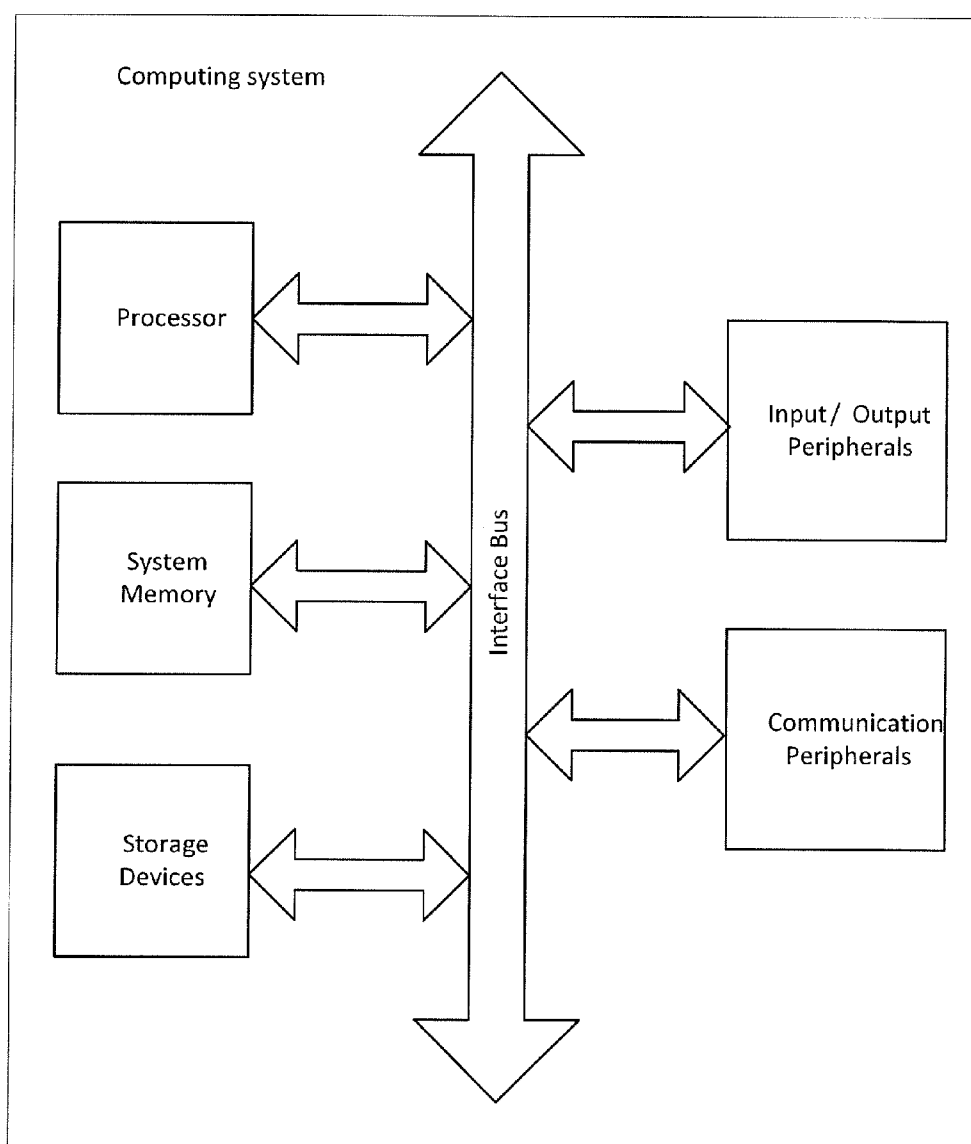 Computing system
Processor
System
Memory
Storage
Devices
Interface Bus
Input / Output
Peripherals
Communication
Peripherals